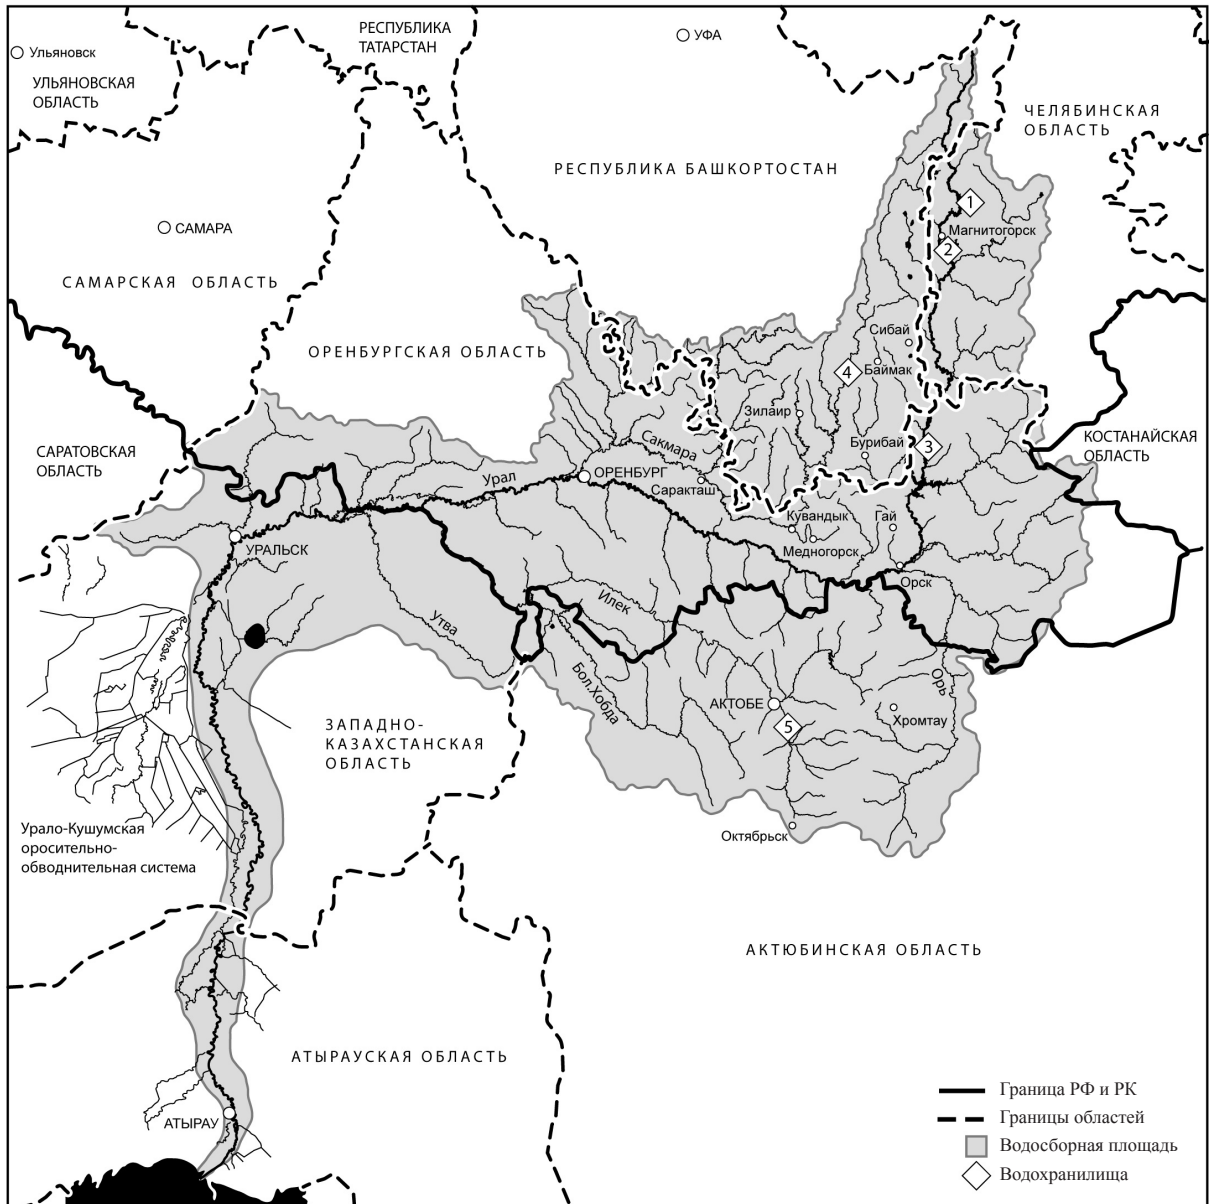 РЕСПУБЛИКА
ТАТАРСТАН
УФА
Ульяновск
УЛЬЯНОВСКАЯ
ОБЛАСТЬ
ЧЕЛЯБИНСКАЯ
ОБЛАСТЬ
РЕСПУБЛИКА БАШКОРТОСТАН
1
САМАРА
Магнитогорск
2
САМАРСКАЯ ОБЛАСТЬ
Сибай
ОРЕНБУРГСКАЯ ОБЛАСТЬ
4
Баймак
Зилаир
КОСТАНАЙСКАЯ
ОБЛАСТЬ
Сакмара
Бурибай
3
САРАТОВСКАЯ
ОБЛАСТЬ
Урал
ОРЕНБУРГ
Саракташ
Кувандык
Гай
УРАЛЬСК
Медногорск
Орск
Илек
Утва
Бол.Хобда
Орь
АКТОБЕ
Хромтау
5
ЗАПАДНО-
КАЗАХСТАНСКАЯ
ОБЛАСТЬ
Урало-Кушумская
оросительно-
обводнительная система
Октябрьск
АКТЮБИНСКАЯ ОБЛАСТЬ
АТЫРАУСКАЯ ОБЛАСТЬ
АТЫРАУ
Граница РФ и РК
Границы областей
Водосборная площадь
Водохранилища